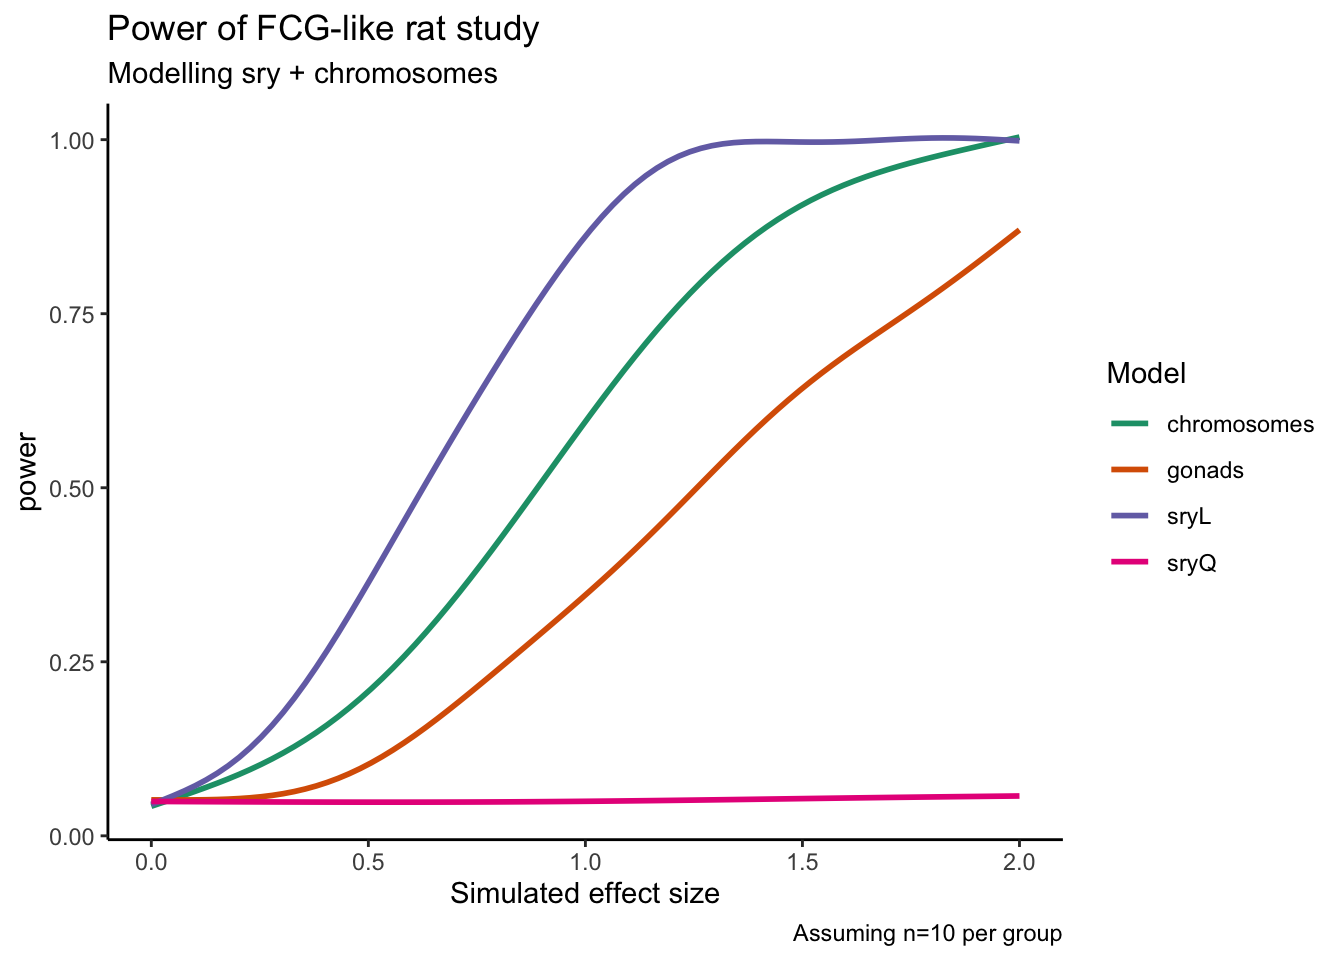 Power of FCG-like rat study
Modelling sry + chromosomes
power
1.00
0.75
0.50
0.25
0.00
0.0 0.5 1.0 1.5 2.0
Simulated effect size
Assuming n=10 per group
Model
chromosomes
gonads
sryL
sryQ